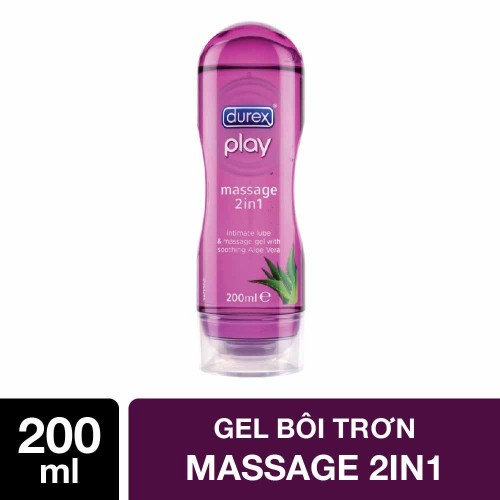 durex
play
massage
2in1
intimate lube
& massage gel with
soothing Aloe Vera
200ml e
200
ml
GEL BÔI TRƠN
MASSAGE 2IN1